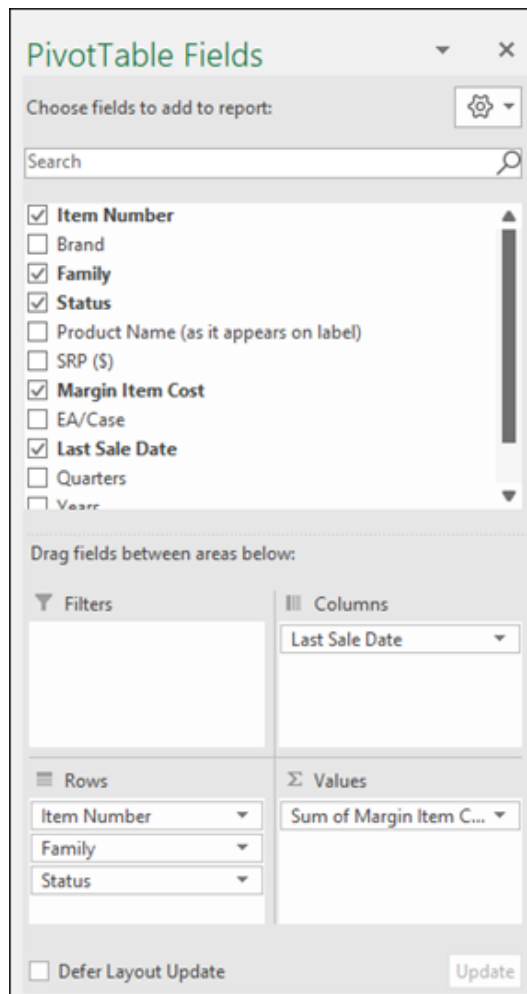 PivotTable Fields
Choose fields to add to report:
Search
Item Number
Brand
Family
Status
Product Name (as it appears on label)
SRP ($)
Margin Item Cost
EA/Case
Last Sale Date
Quarters
Years
Drag fields between areas below:
Filters
Columns
Last Sale Date
Rows
Item Number
Family
Status
Σ Values
Sum of Margin Item C...
Defer Layout Update
Update